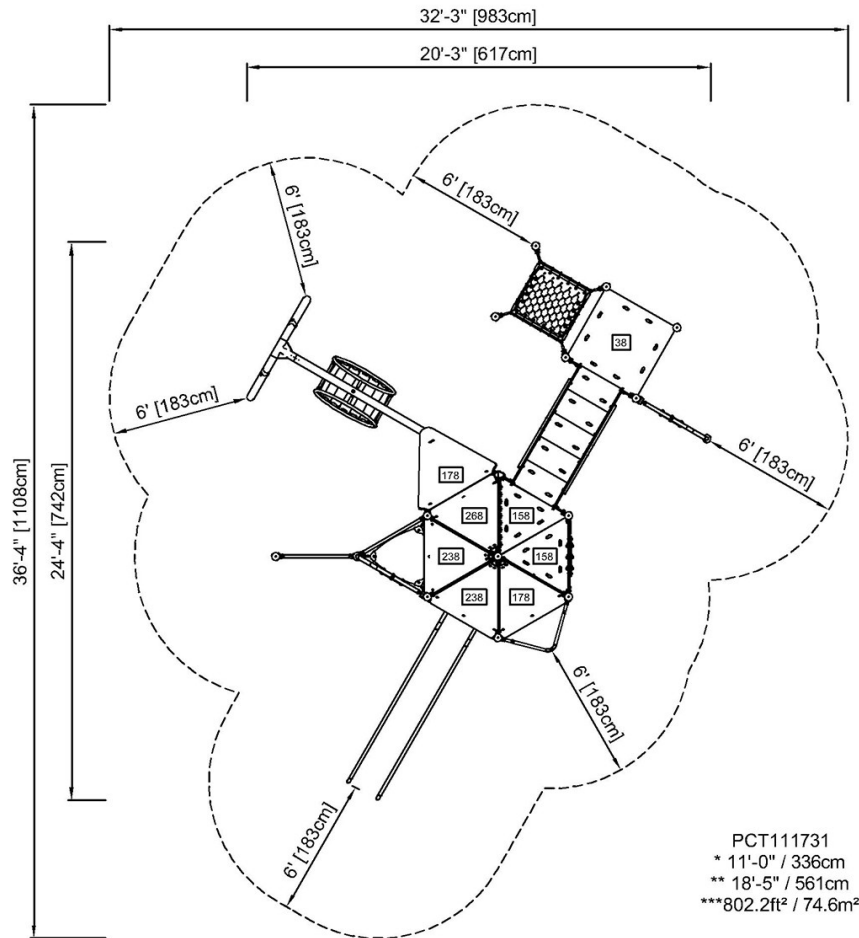 32'-3" [983cm]
20'-3" [617cm]
6' [183cm]
6' [183cm]
38
6' [183cm]
6' [183cm]
178
268
158
36'-4" [1108cm]
24'-4" [742cm]
238
158
238
178
6' [183cm]
6' [183cm]
PCT111731
* 11'-0" / 336cm
** 18'-5" / 561cm
***802.2ft² / 74.6m²